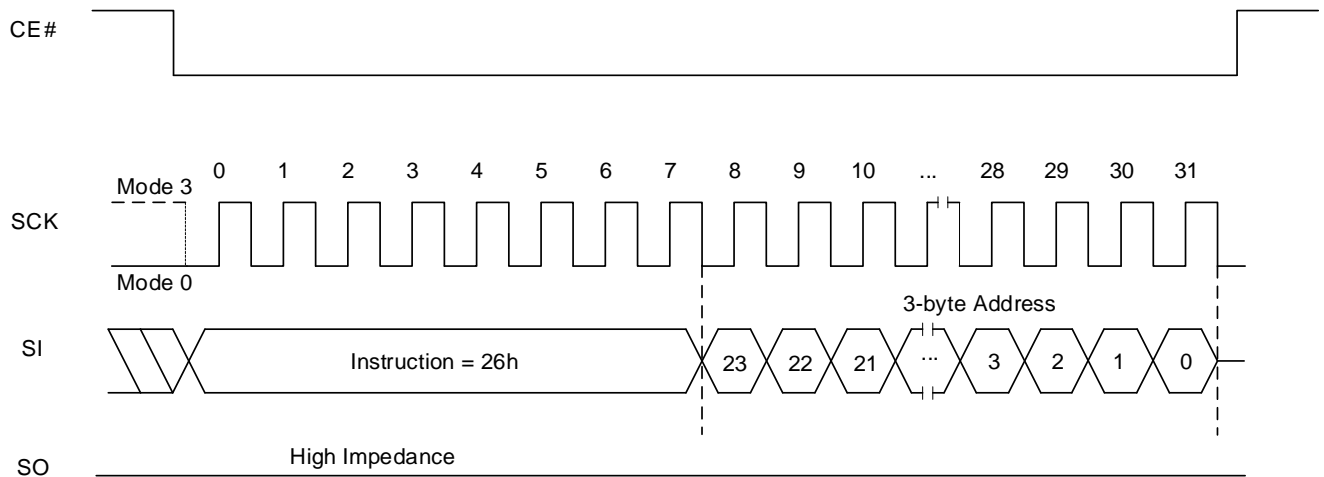 CE#
0 1 2 3 4 5 6 7 8 9 10 ... 28 29 30 31
Mode 3
SCK
Mode 0
3-byte Address
SI
Instruction = 26h
23 22 21 ... 3 2 1 0
High Impedance
SO